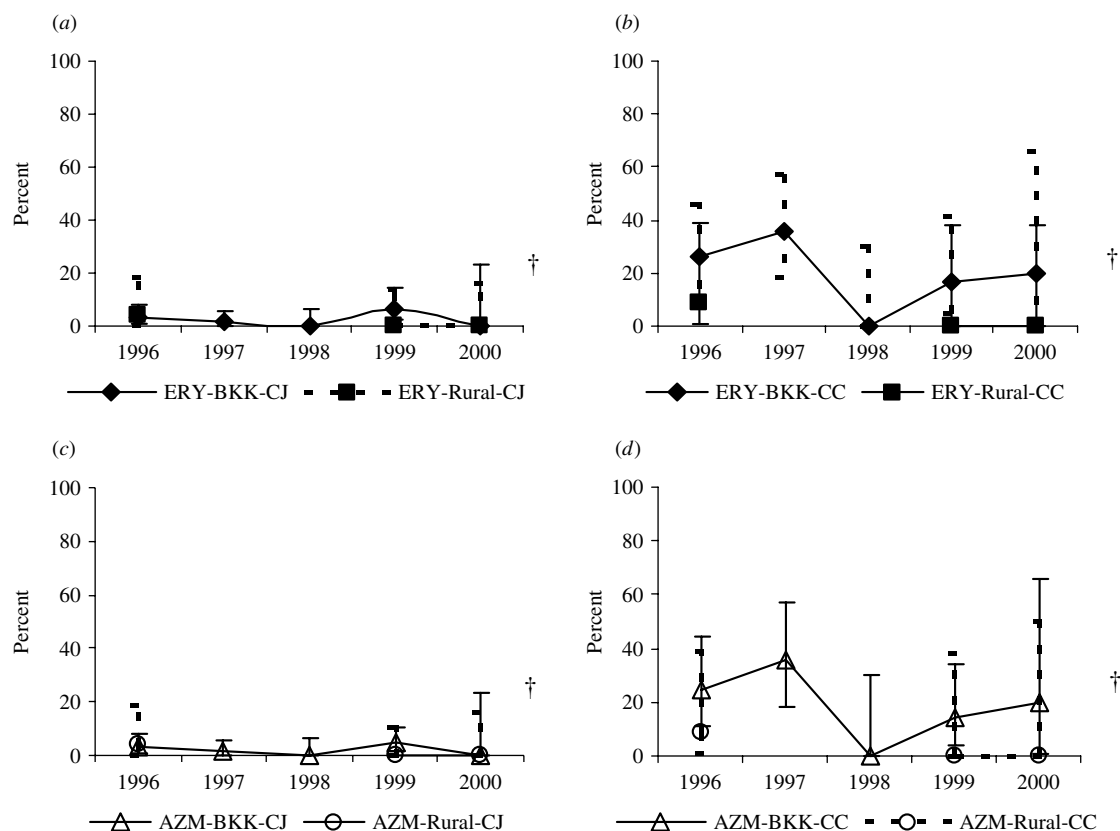 (a)
100
80
60
40
20
0
Percent
†
1996 1997 1998 1999 2000
ERY-BKK-CJ ERY-Rural-CJ
(b)
100
80
60
40
20
0
Percent
†
1996 1997 1998 1999 2000
ERY-BKK-CC ERY-Rural-CC
(c)
100
80
60
40
20
0
Percent
†
1996 1997 1998 1999 2000
AZM-BKK-CJ AZM-Rural-CJ
(d)
100
80
60
40
20
0
Percent
†
1996 1997 1998 1999 2000
AZM-BKK-CC AZM-Rural-CC